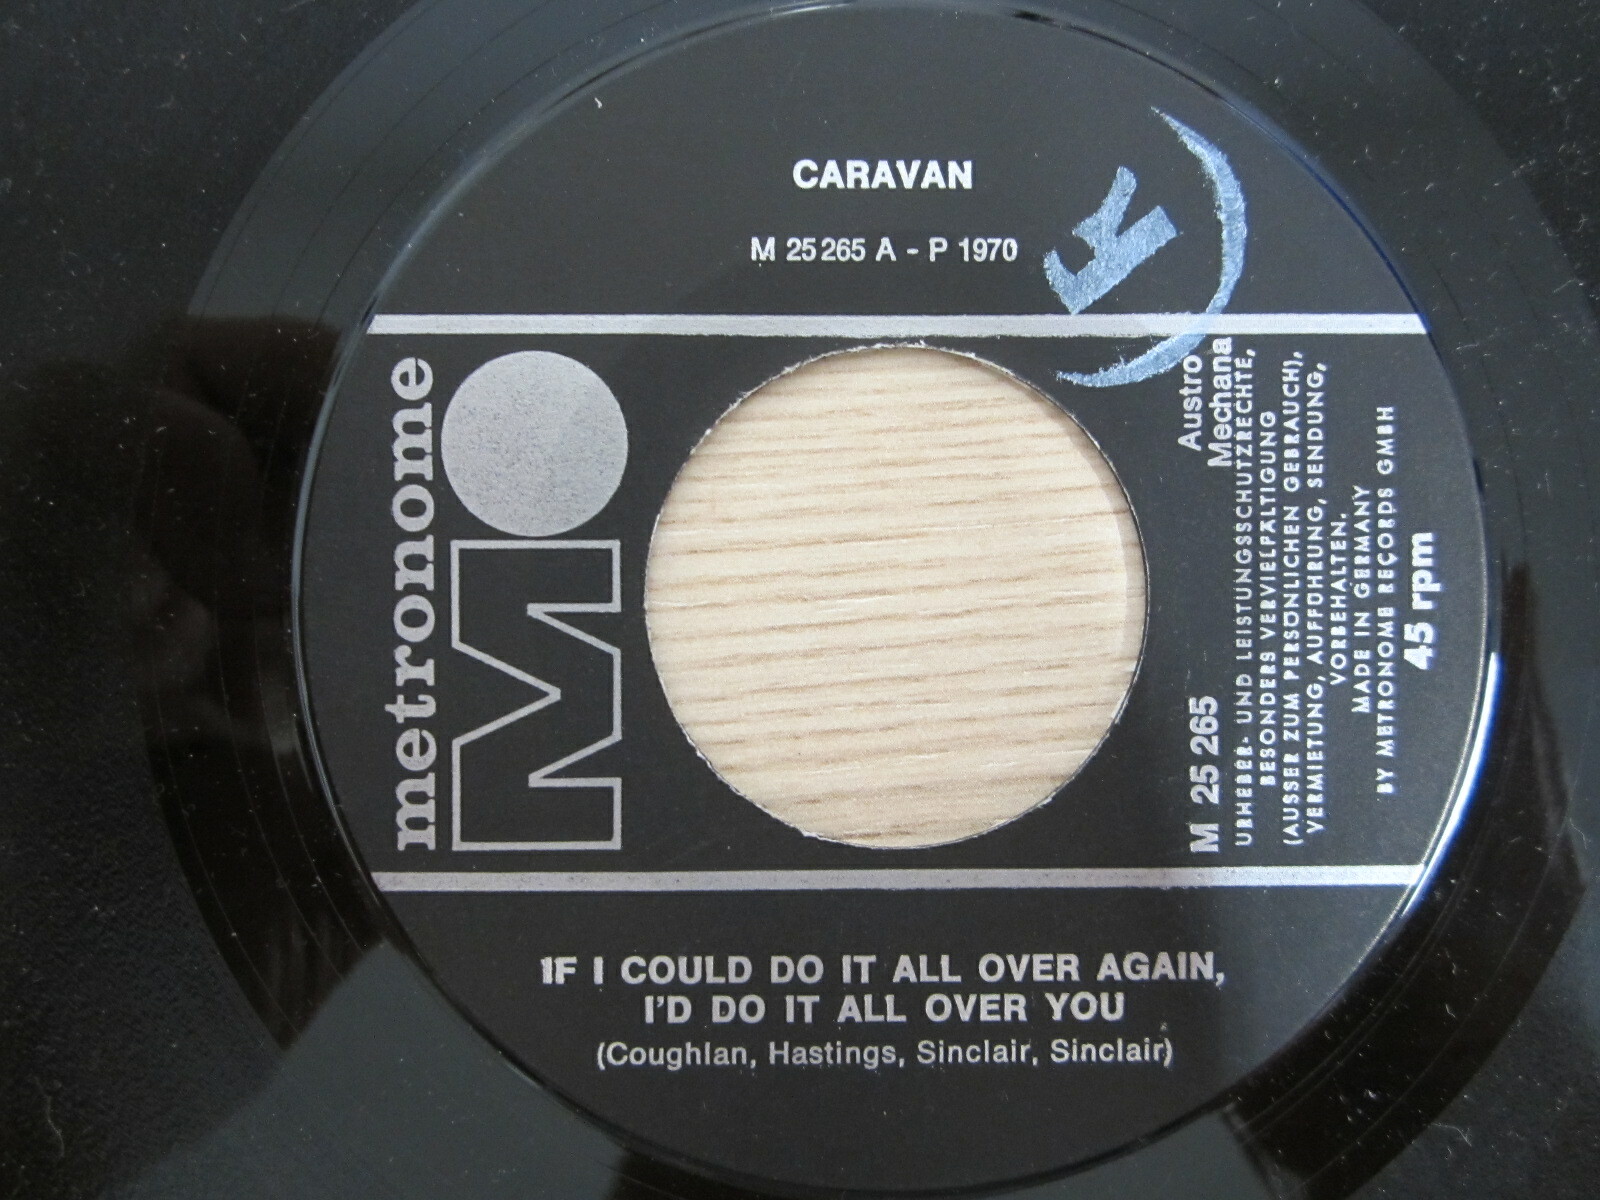 CARAVAN
M 25 265 A - P 1970
metronome
M
Austro
Mechana
M 25 265
URHEBER- UND LEISTUNGSSCHUTZRECHTE,
BESONDERS VERVIELFÄLTIGUNG
(AUSSER ZUM PERSÖNLICHEN GEBRAUCH),
VERMIETUNG, AUFFÜHRUNG, SENDUNG,
VORBEHALTEN.
MADE IN GERMANY
BY METRONOME RECORDS GMBH
45 rpm
IF I COULD DO IT ALL OVER AGAIN,
I'D DO IT ALL OVER YOU
(Coughlan, Hastings, Sinclair, Sinclair)